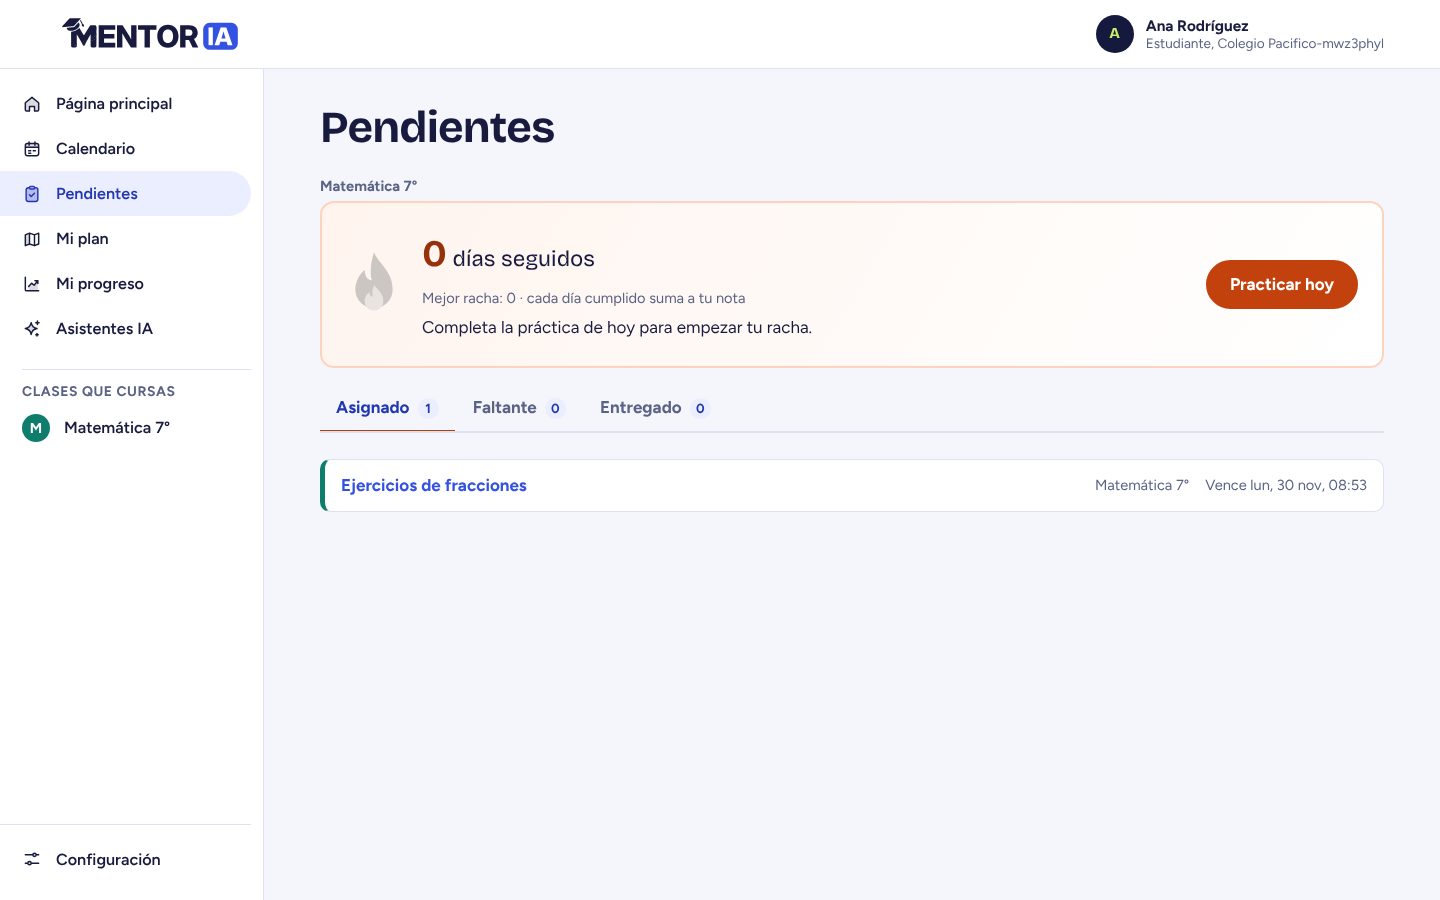 MENTOR IA
A
Ana Rodríguez
Estudiante, Colegio Pacifico-mwz3phyl
Página principal
Calendario
Pendientes
Mi plan
Mi progreso
Asistentes IA
CLASES QUE CURSAS
M Matemática 7°
Configuración
Pendientes
Matemática 7°
0 días seguidos
Mejor racha: 0 · cada día cumplido suma a tu nota
Completa la práctica de hoy para empezar tu racha.
Practicar hoy
Asignado 1 Faltante 0 Entregado 0
Ejercicios de fracciones Matemática 7° Vence lun, 30 nov, 08:53